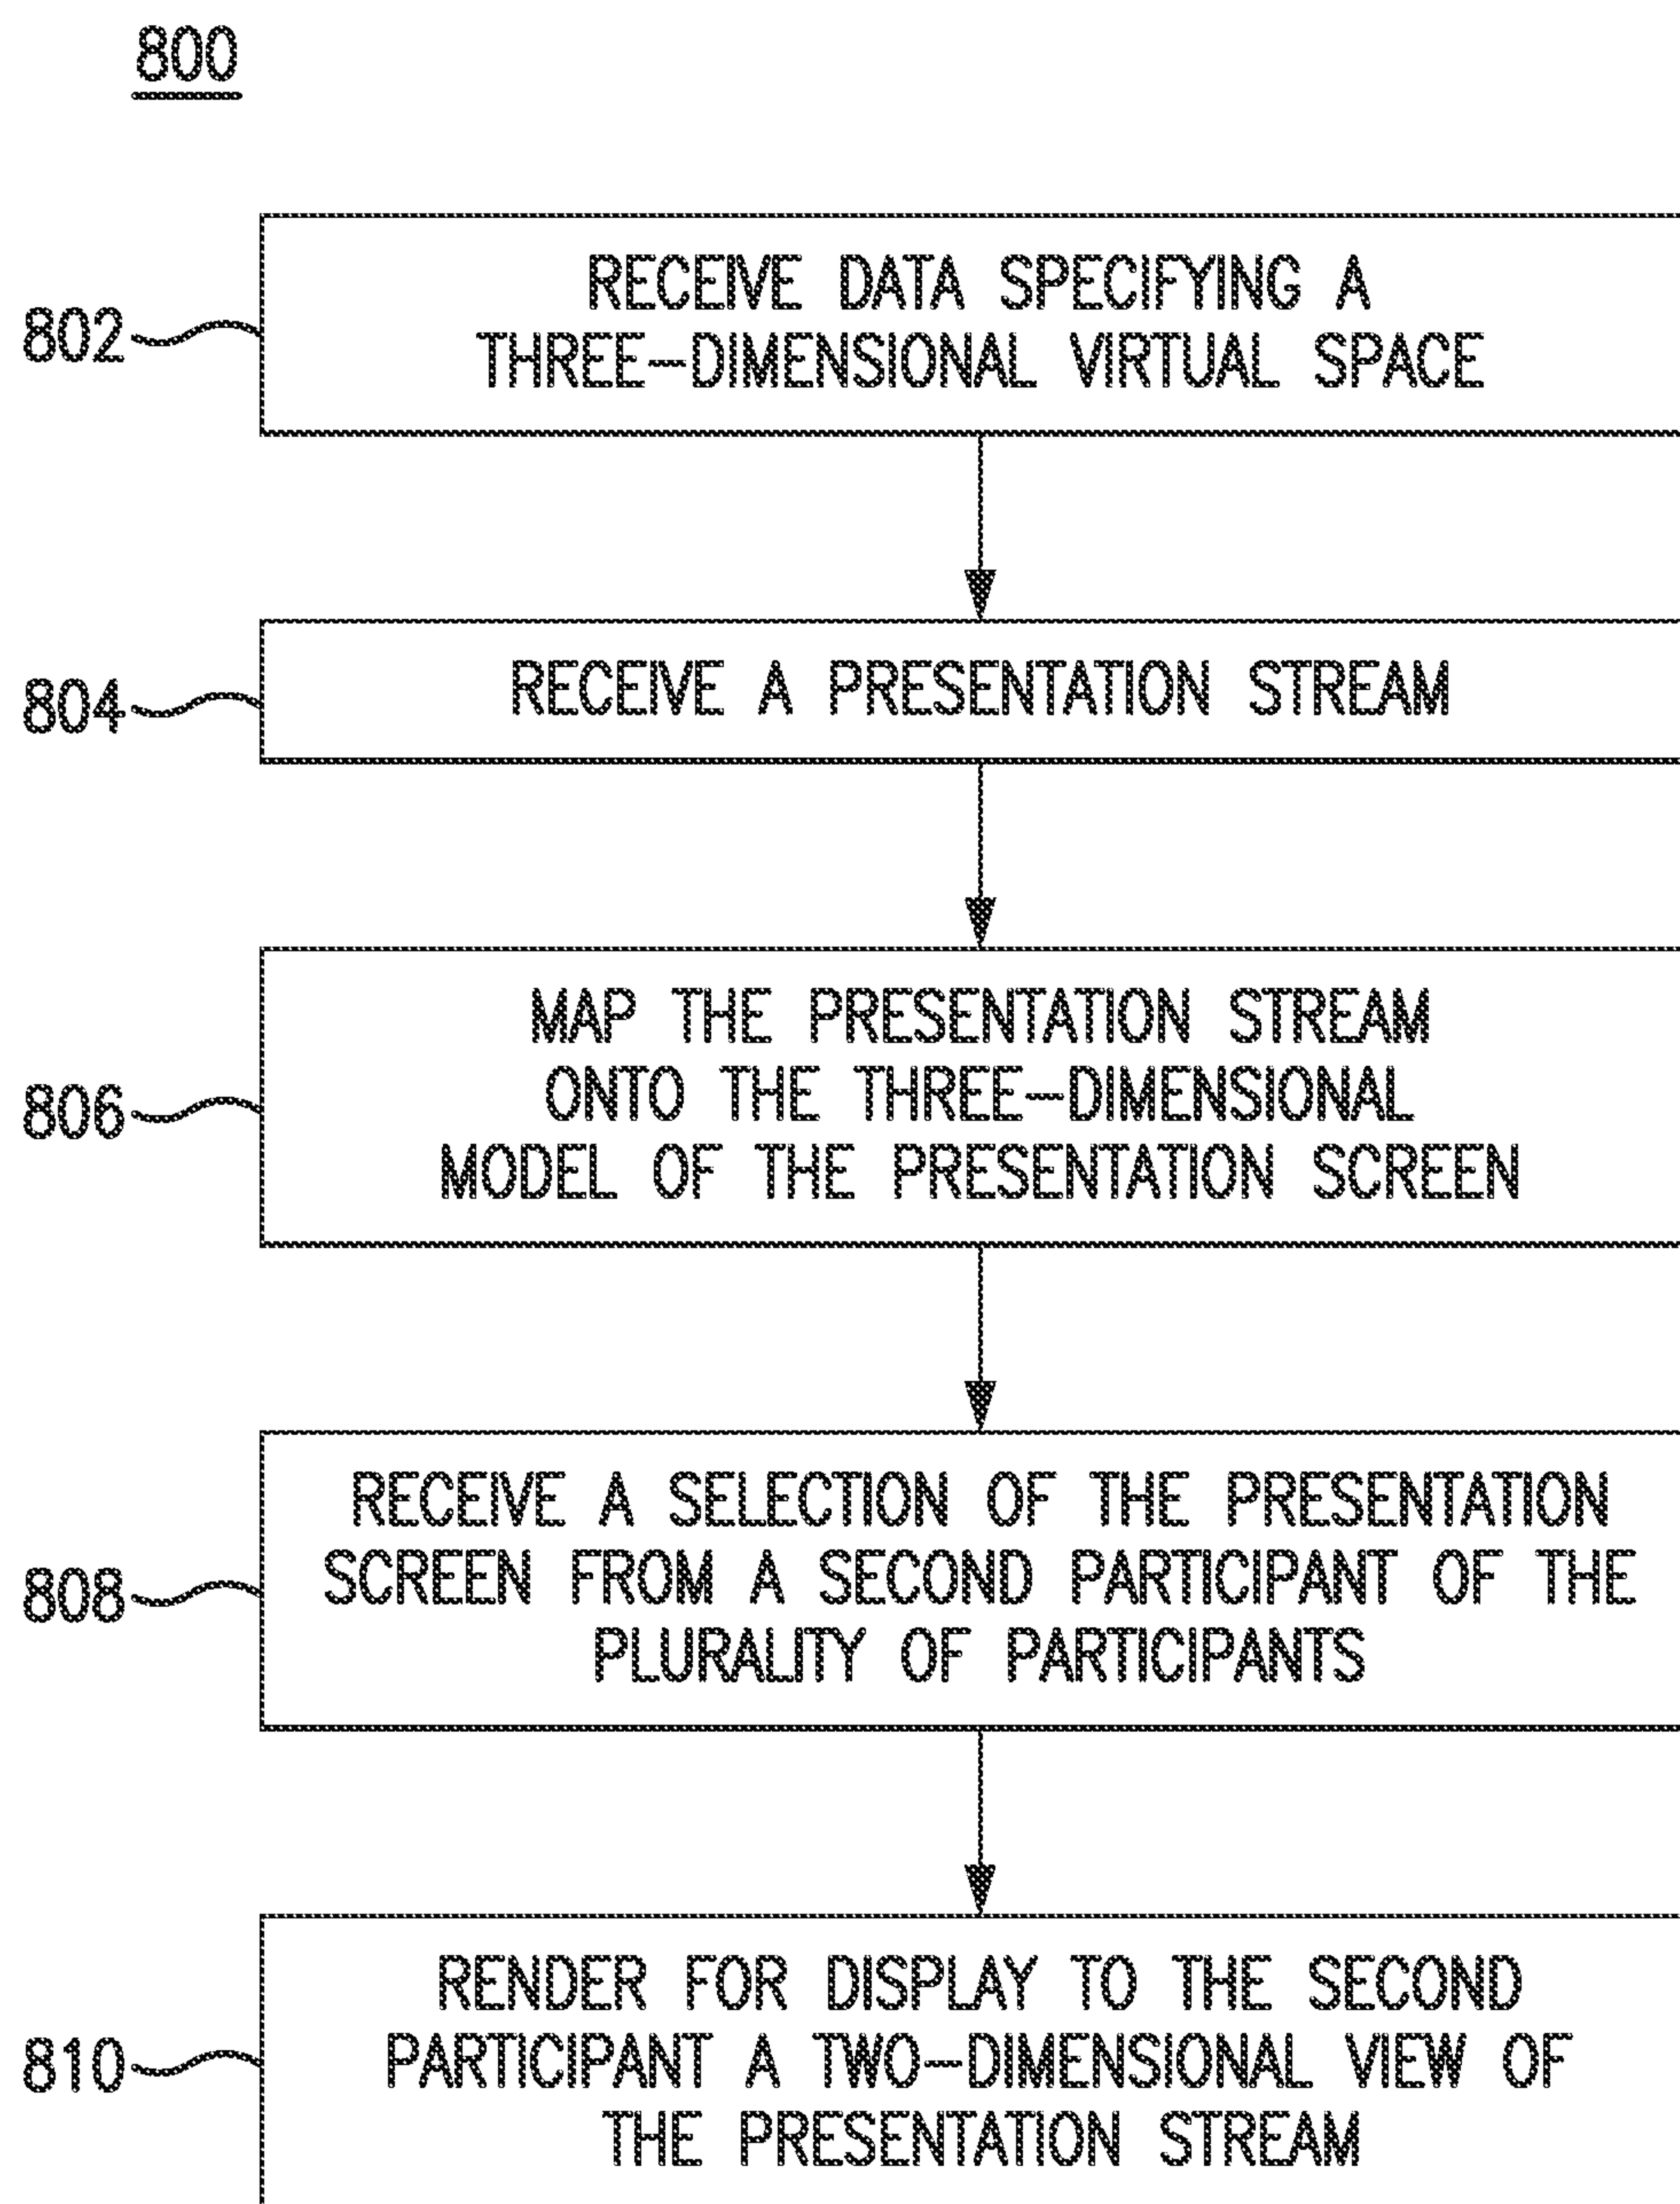 800
802
RECEIVE DATA SPECIFYING A
THREE-DIMENSIONAL VIRTUAL SPACE
804
RECEIVE A PRESENTATION STREAM
806
MAP THE PRESENTATION STREAM
ONTO THE THREE-DIMENSIONAL
MODEL OF THE PRESENTATION SCREEN
808
RECEIVE A SELECTION OF THE PRESENTATION
SCREEN FROM A SECOND PARTICIPANT OF THE
PLURALITY OF PARTICIPANTS
810
RENDER FOR DISPLAY TO THE SECOND
PARTICIPANT A TWO-DIMENSIONAL VIEW OF
THE PRESENTATION STREAM